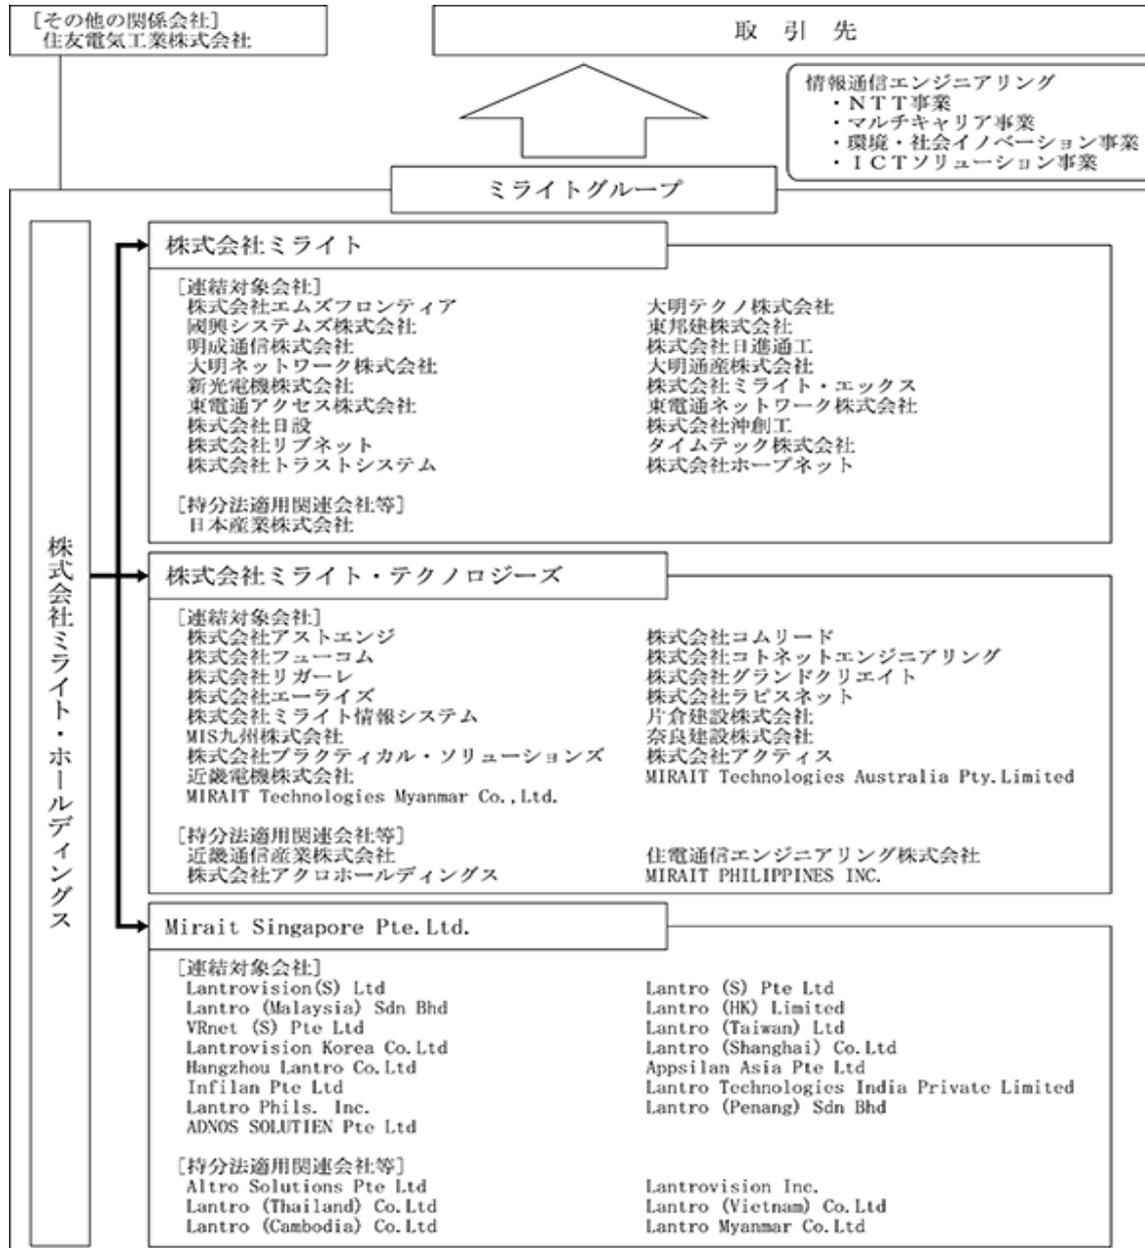 [その他の関係会社]
住友電気工業株式会社
取引先
情報通信エンジニアリング
・ＮＴＴ事業
・マルチキャリア事業
・環境・社会イノベーション事業
・ＩＣＴソリューション事業
ミライトグループ
株式会社ミライト・ホールディングス
株式会社ミライト
[連結対象会社]
株式会社エムズフロンティア
大明テクノ株式会社
國興システムズ株式会社
東邦建株式会社
明成通信株式会社
株式会社日進通工
大明ネットワーク株式会社
大明通産株式会社
新光電機株式会社
株式会社ミライト・エックス
東電通アクセス株式会社
東電通ネットワーク株式会社
株式会社日設
株式会社沖創工
株式会社リブネット
タイムテック株式会社
株式会社トラストシステム
株式会社ホープネット
[持分法適用関連会社等]
日本産業株式会社
株式会社ミライト・テクノロジーズ
[連結対象会社]
株式会社アストエンジ
株式会社コムリード
株式会社フューコム
株式会社コトネットエンジニアリング
株式会社リガーレ
株式会社グランドクリエイト
株式会社エーライズ
株式会社ラピスネット
株式会社ミライト情報システム
片倉建設株式会社
MIS九州株式会社
奈良建設株式会社
株式会社プラクティカル・ソリューションズ
株式会社アクティス
近畿電機株式会社
MIRAIT Technologies Australia Pty.Limited
MIRAIT Technologies Myanmar Co.,Ltd.
[持分法適用関連会社等]
近畿通信産業株式会社
住電通信エンジニアリング株式会社
株式会社アクロホールディングス
MIRAIT PHILIPPINES INC.
Mirait Singapore Pte.Ltd.
[連結対象会社]
Lantrovision(S) Ltd
Lantro (S) Pte Ltd
Lantro (Malaysia) Sdn Bhd
Lantro (HK) Limited
VRnet (S) Pte Ltd
Lantro (Taiwan) Ltd
Lantrovision Korea Co.Ltd
Lantro (Shanghai) Co.Ltd
Hangzhou Lantro Co.Ltd
Appsilan Asia Pte Ltd
Infilan Pte Ltd
Lantro Technologies India Private Limited
Lantro Phils. Inc.
Lantro (Penang) Sdn Bhd
ADNOS SOLUTIEN Pte Ltd
[持分法適用関連会社等]
Altro Solutions Pte Ltd
Lantrovision Inc.
Lantro (Thailand) Co.Ltd
Lantro (Vietnam) Co.Ltd
Lantro (Cambodia) Co.Ltd
Lantro Myanmar Co.Ltd